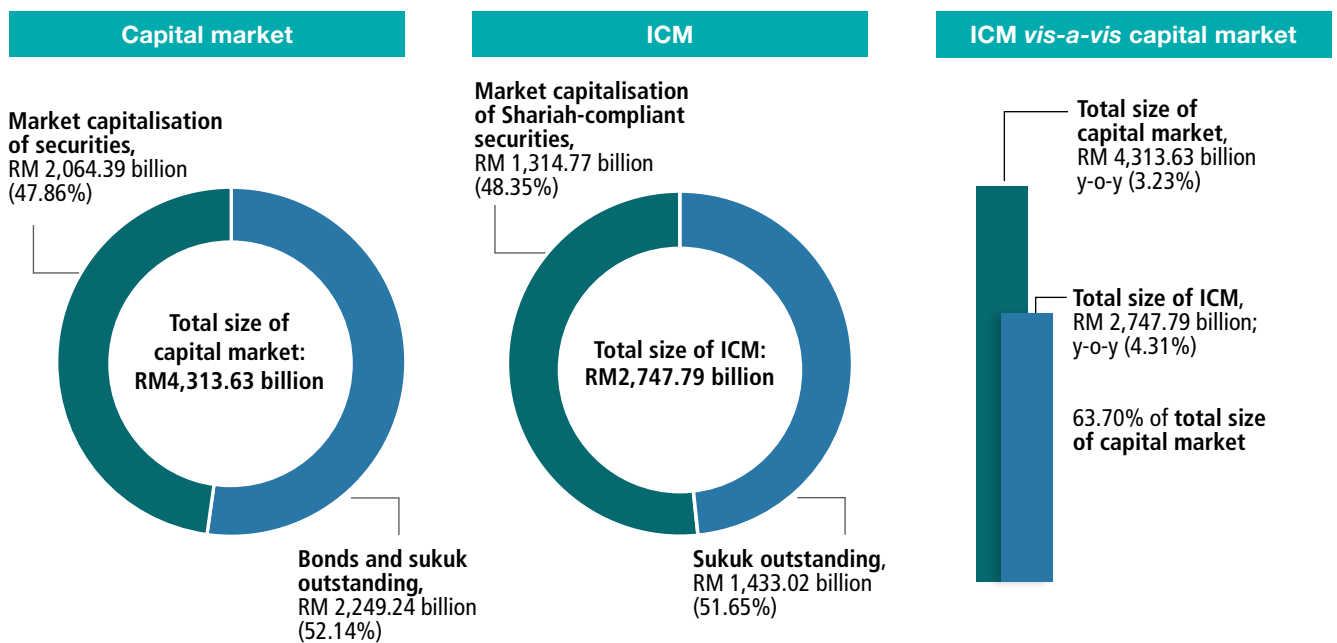 Capital market
Market capitalisation
of securities,
RM 2,064.39 billion
(47.86%)
Total size of
capital market:
RM4,313.63 billion
Bonds and sukuk
outstanding,
RM 2,249.24 billion
(52.14%)
ICM
Market capitalisation
of Shariah-compliant
securities,
RM 1,314.77 billion
(48.35%)
Total size of ICM:
RM2,747.79 billion
Sukuk outstanding,
RM 1,433.02 billion
(51.65%)
ICM vis-a-vis capital market
Total size of
capital market,
RM 4,313.63 billion
y-o-y (3.23%)
Total size of ICM,
RM 2,747.79 billion;
y-o-y (4.31%)
63.70% of total size
of capital market